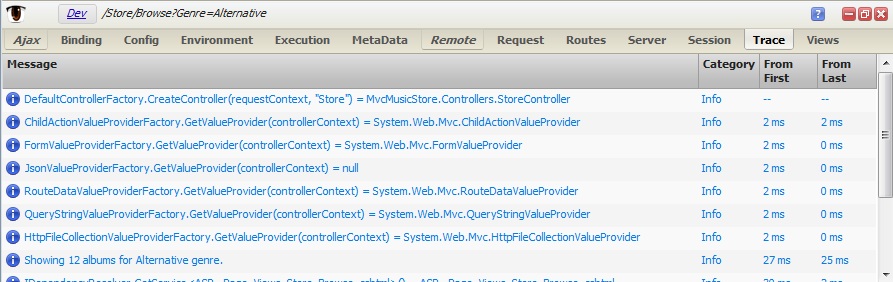 Dev /Store/Browse?Genre=Alternative ?
Ajax Binding Config Environment Execution MetaData Remote Request Routes Server Session Trace Views
Message Category From First From Last
DefaultControllerFactory.CreateController(requestContext, "Store") = MvcMusicStore.Controllers.StoreController Info -- --
ChildActionValueProviderFactory.GetValueProvider(controllerContext) = System.Web.Mvc.ChildActionValueProvider Info 2 ms 2 ms
FormValueProviderFactory.GetValueProvider(controllerContext) = System.Web.Mvc.FormValueProvider Info 2 ms 0 ms
JsonValueProviderFactory.GetValueProvider(controllerContext) = null Info 2 ms 0 ms
RouteDataValueProviderFactory.GetValueProvider(controllerContext) = System.Web.Mvc.RouteDataValueProvider Info 2 ms 0 ms
QueryStringValueProviderFactory.GetValueProvider(controllerContext) = System.Web.Mvc.QueryStringValueProvider Info 2 ms 0 ms
HttpFileCollectionValueProviderFactory.GetValueProvider(controllerContext) = System.Web.Mvc.HttpFileCollectionValueProvider Info 2 ms 0 ms
Showing 12 albums for Alternative genre. Info 27 ms 25 ms